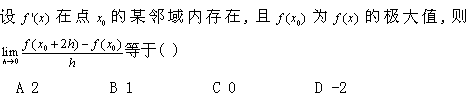 设 f'(x) 在点 x₀ 的某邻域内存在, 且 f(x₀) 为 f(x) 的极大值, 则
lim_{h→0} \frac{f(x₀+2h)-f(x₀)}{h} 等于( )
A 2 B 1 C 0 D -2